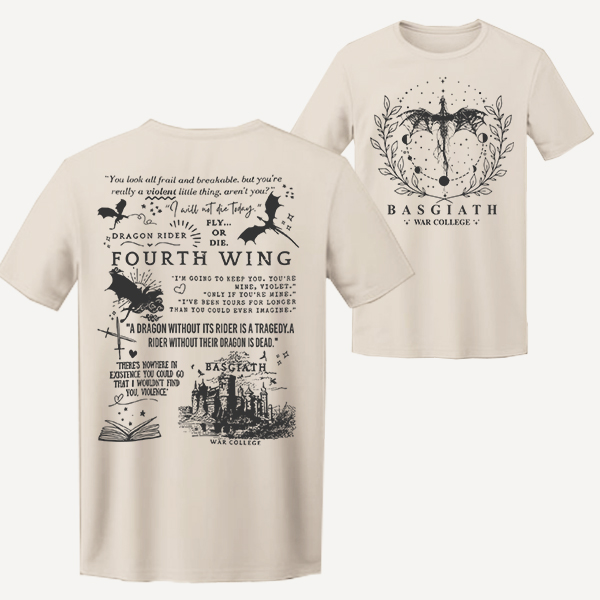 "You look all frail and breakable, but you're
really a violent little thing, aren't you?"
"I will not die today."
FLY...
OR
DIE.
DRAGON RIDER
FOURTH WING
"I'M GOING TO KEEP YOU. YOU'RE
MINE, VIOLET."
"ONLY IF YOU'RE MINE."
"I'VE BEEN YOURS FOR LONGER
THAN YOU COULD EVER IMAGINE."
"A DRAGON WITHOUT ITS RIDER IS A TRAGEDY.A
RIDER WITHOUT THEIR DRAGON IS DEAD."
'THERE'S NOWHERE IN
EXISTENCE YOU COULD GO
THAT I WOULDN'T FIND
YOU, VIOLENCE'
BASGIATH
WAR COLLEGE
BASGIATH
WAR COLLEGE